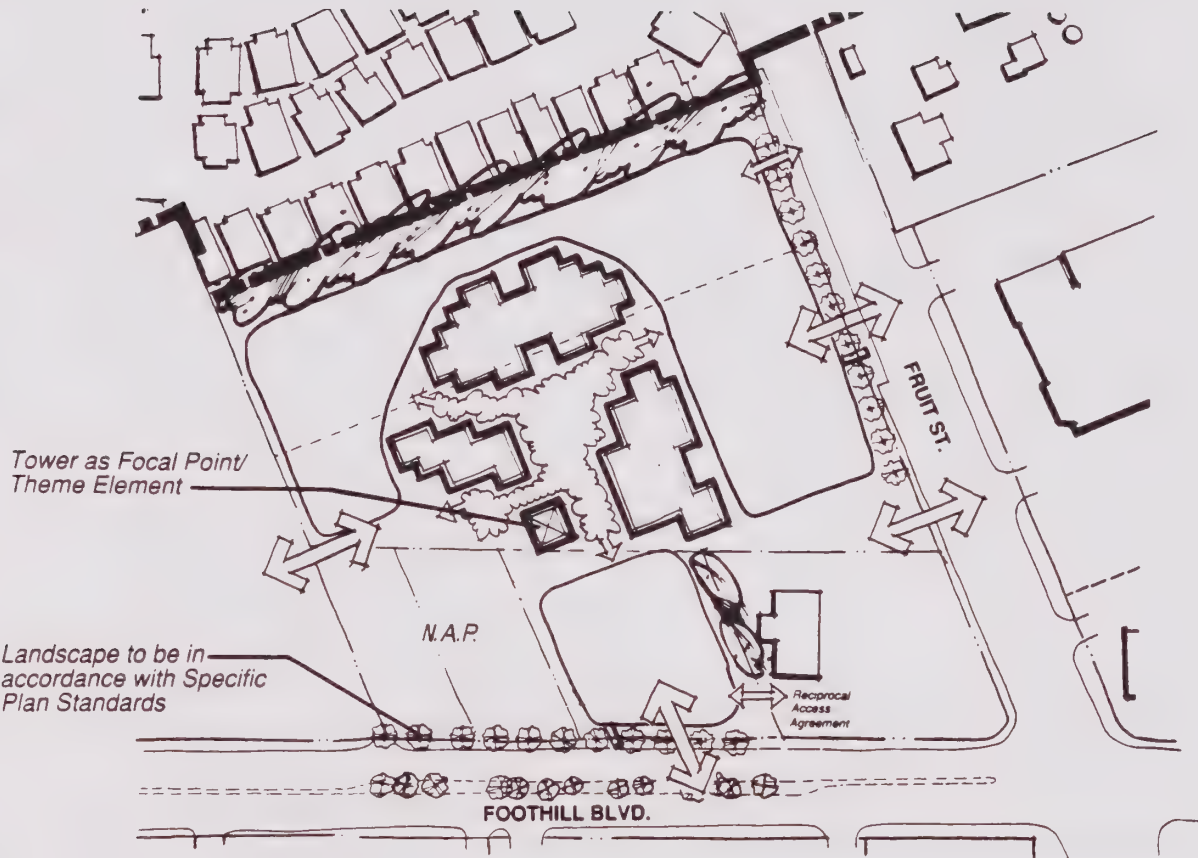 FRUIT ST.
Tower as Focal Point/
Theme Element
N.A.P.
Landscape to be in
accordance with Specific
Plan Standards
Reciprocal
Access
Agreement
FOOTHILL BLVD.